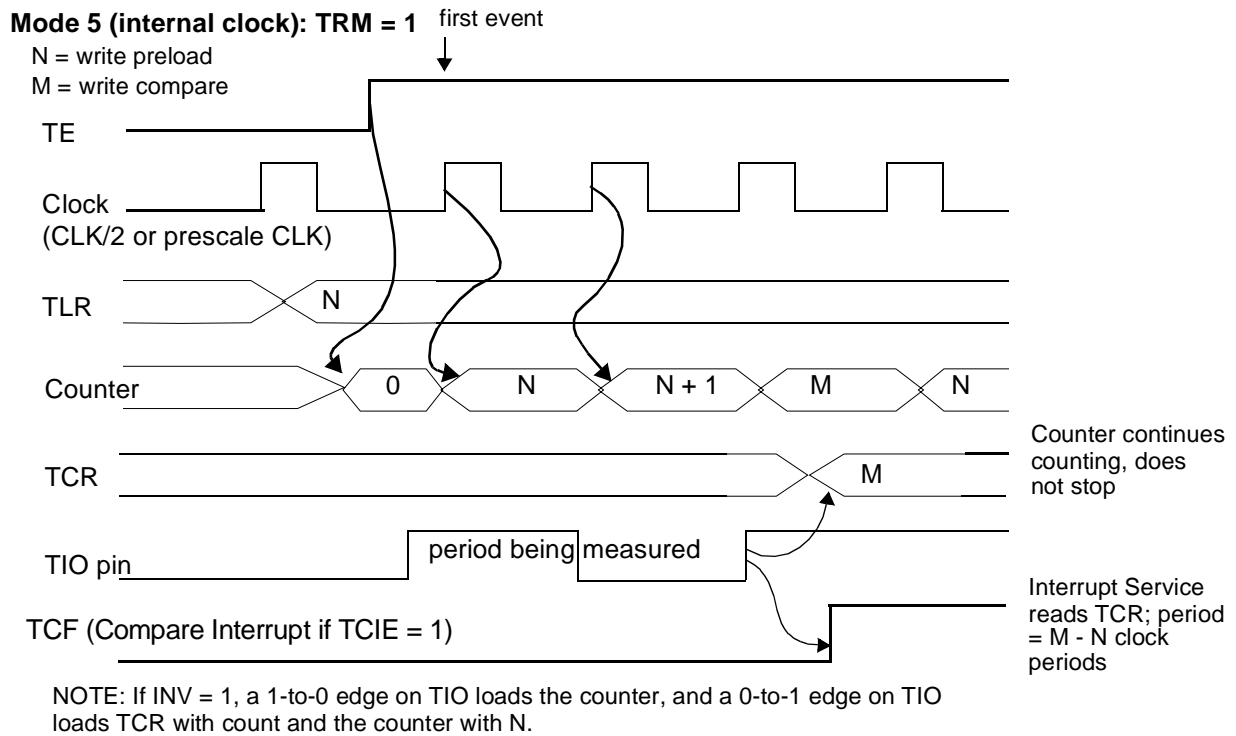 Mode 5 (internal clock): TRM = 1
first event
N = write preload
M = write compare
TE
Clock
(CLK/2 or prescale CLK)
TLR
N
Counter
0
N
N + 1
M
N
TCR
M
Counter continues
counting, does
not stop
TIO pin
period being measured
TCF (Compare Interrupt if TCIE = 1)
Interrupt Service
reads TCR; period
= M - N clock
periods
NOTE: If INV = 1, a 1-to-0 edge on TIO loads the counter, and a 0-to-1 edge on TIO
loads TCR with count and the counter with N.